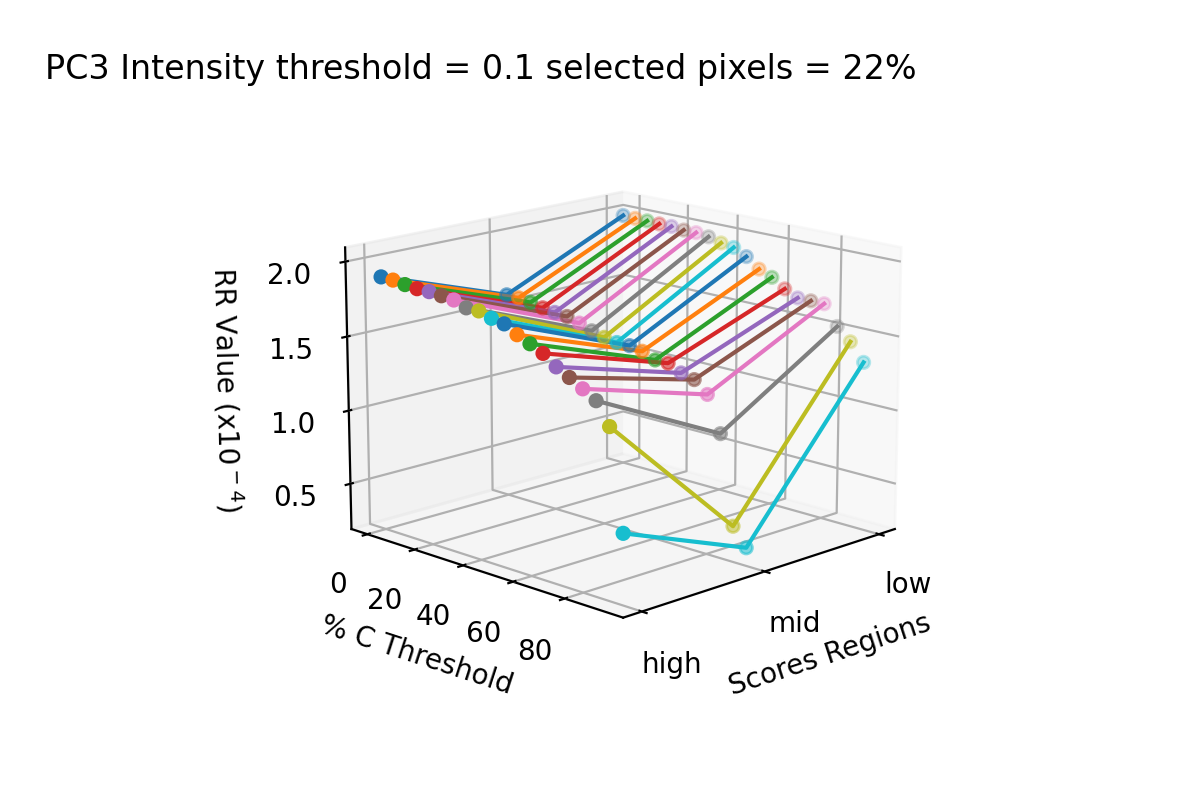 PC3 Intensity threshold = 0.1 selected pixels = 22%
RR Value (x10⁻⁴)
2.0
1.5
1.0
0.5
0
20
40
60
80
% C Threshold
high
mid
low
Scores Regions